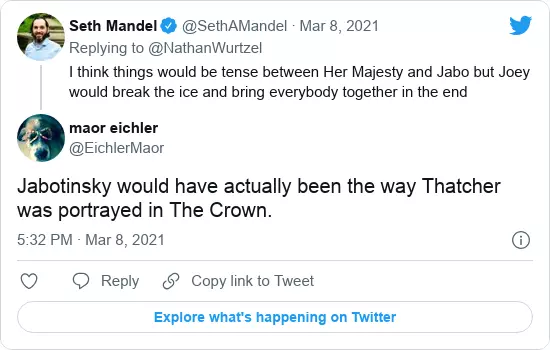 Seth Mandel @SethAMandel · Mar 8, 2021
Replying to @NathanWurtzel
I think things would be tense between Her Majesty and Jabo but Joey
would break the ice and bring everybody together in the end
maor eichler
@EichlerMaor
Jabotinsky would have actually been the way Thatcher
was portrayed in The Crown.
5:32 PM · Mar 8, 2021
Reply Copy link to Tweet
Explore what's happening on Twitter